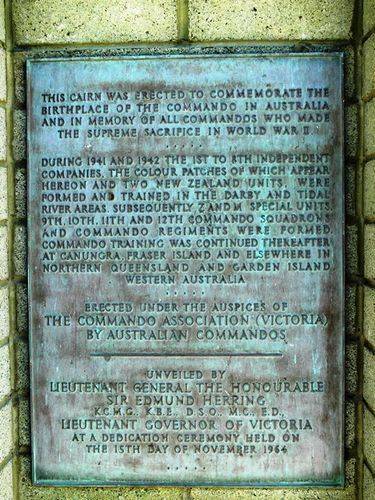 THIS CAIRN WAS ERECTED TO COMMEMORATE THE
BIRTHPLACE OF THE COMMANDO IN AUSTRALIA
AND IN MEMORY OF ALL COMMANDOS WHO MADE
THE SUPREME SACRIFICE IN WORLD WAR II.
DURING 1941 AND 1942 THE 1ST TO 8TH INDEPENDENT
COMPANIES, THE COLOUR PATCHES OF WHICH APPEAR
HEREON AND TWO NEW ZEALAND UNITS, WERE
FORMED AND TRAINED IN THE DARBY AND TIDAL
RIVER AREAS. SUBSEQUENTLY, Z AND M SPECIAL UNITS
9TH, 10TH, 11TH AND 12TH COMMANDO SQUADRONS
AND COMMANDO REGIMENTS WERE FORMED.
COMMANDO TRAINING WAS CONTINUED THEREAFTER
AT CANUNGRA, FRASER ISLAND AND ELSEWHERE IN
NORTHERN QUEENSLAND AND GARDEN ISLAND
WESTERN AUSTRALIA
ERECTED UNDER THE AUSPICES OF
THE COMMANDO ASSOCIATION (VICTORIA)
BY AUSTRALIAN COMMANDOS
UNVEILED BY
LIEUTENANT GENERAL THE HONOURABLE
SIR EDMUND HERRING
K.C.M.G., K.B.E., D.S.O., M.C., E.D.,
LIEUTENANT GOVERNOR OF VICTORIA
AT A DEDICATION CEREMONY HELD ON
THE 15TH DAY OF NOVEMBER 1964